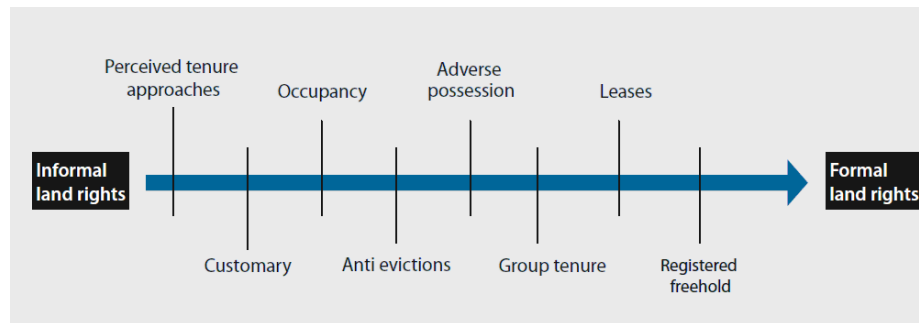 Perceived tenure
approaches
Occupancy
Adverse
possession
Leases
Informal
land rights
Formal
land rights
Customary
Anti evictions
Group tenure
Registered
freehold